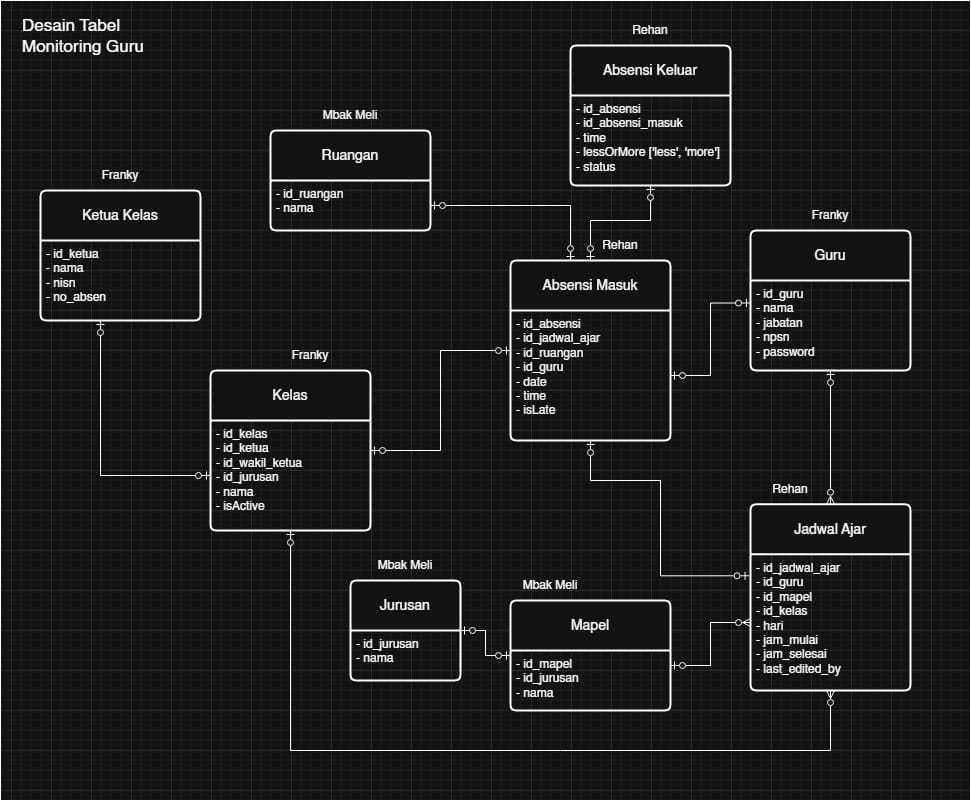 Desain Tabel
Monitoring Guru
Rehan
Absensi Keluar
- id_absensi
- id_absensi_masuk
- time
- lessOrMore ['less', 'more']
- status
Mbak Meli
Ruangan
- id_ruangan
- nama
Franky
Ketua Kelas
- id_ketua
- nama
- nisn
- no_absen
Rehan
Absensi Masuk
- id_absensi
- id_jadwal_ajar
- id_ruangan
- id_guru
- date
- time
- isLate
Franky
Guru
- id_guru
- nama
- jabatan
- npsn
- password
Franky
Kelas
- id_kelas
- id_ketua
- id_wakil_ketua
- id_jurusan
- nama
- isActive
Rehan
Jadwal Ajar
- id_jadwal_ajar
- id_guru
- id_mapel
- id_kelas
- hari
- jam_mulai
- jam_selesai
- last_edited_by
Mbak Meli
Jurusan
- id_jurusan
- nama
Mbak Meli
Mapel
- id_mapel
- id_jurusan
- nama